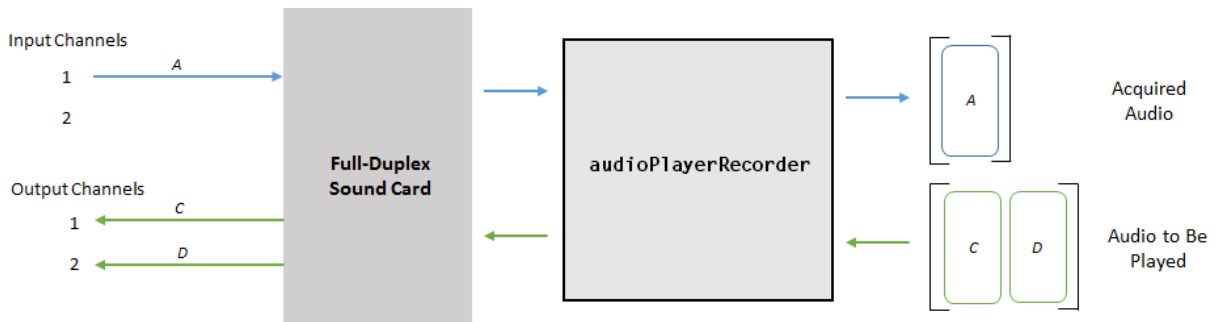 Input Channels
1
A
2
Output Channels
1
C
2
D
Full-Duplex
Sound Card
audioPlayerRecorder
A
Acquired
Audio
C
D
Audio to Be
Played